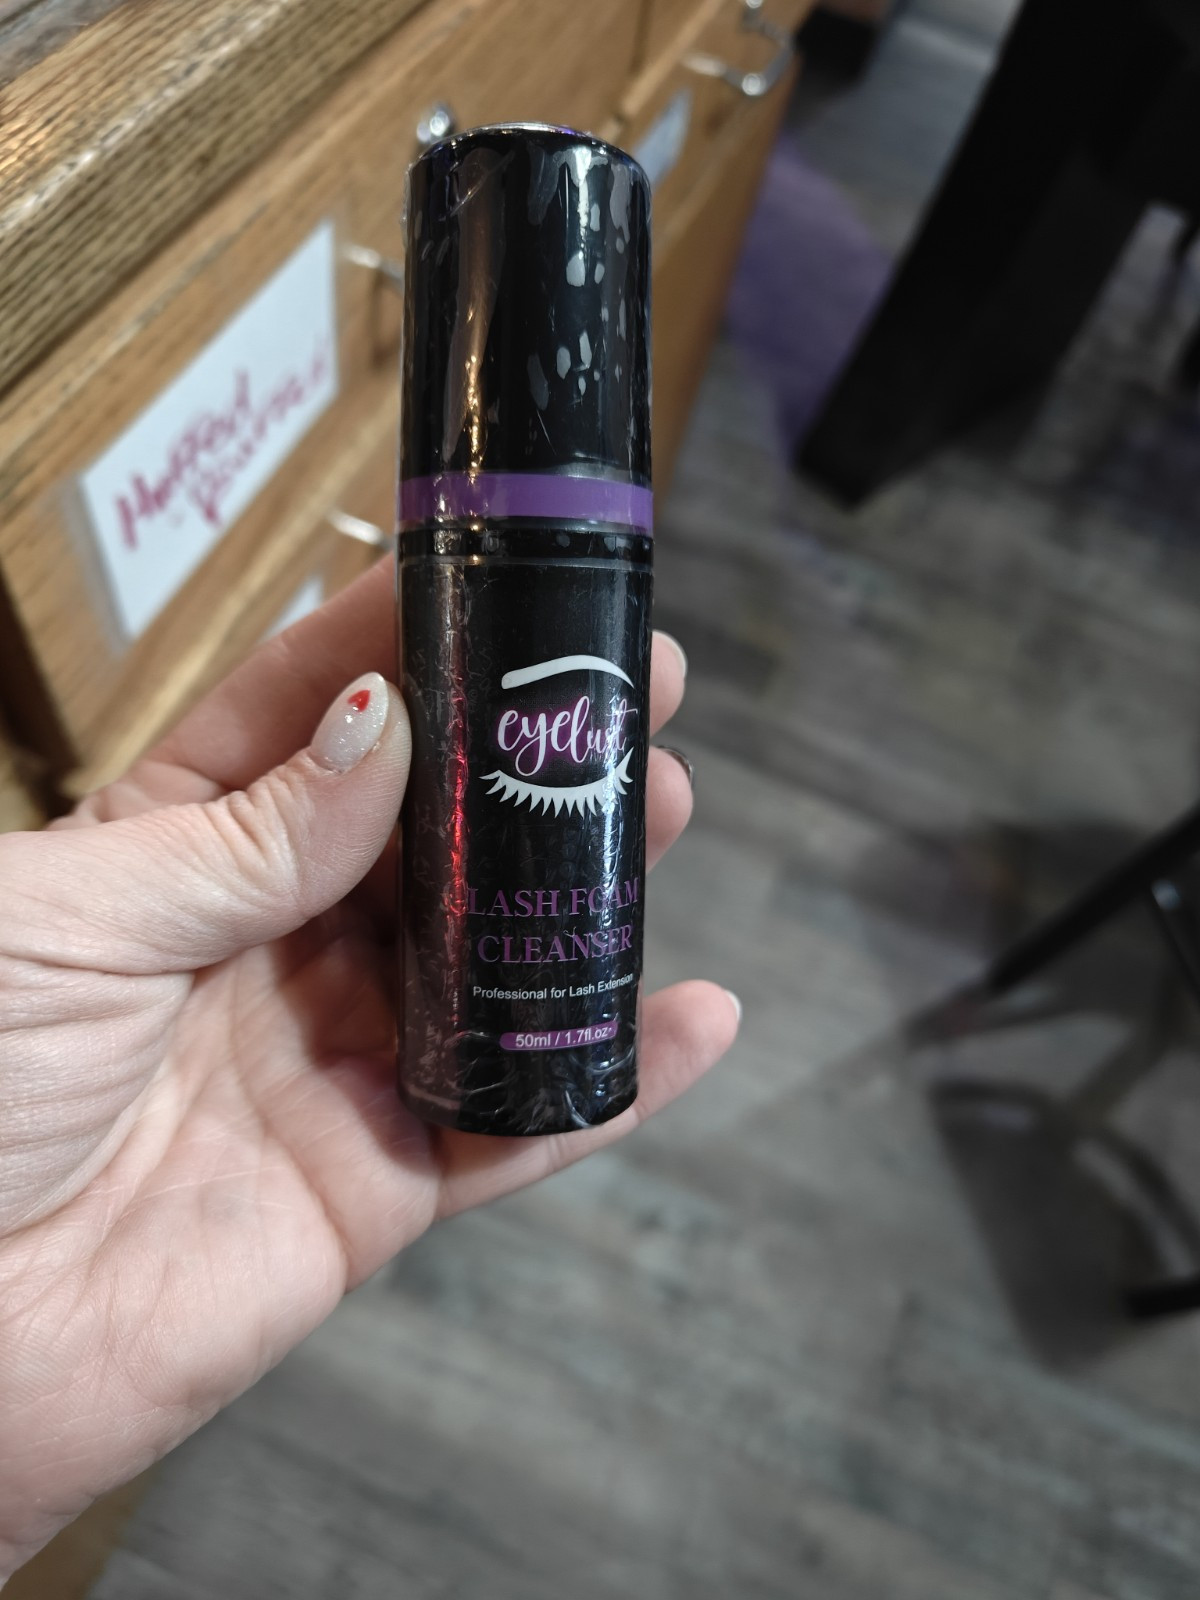 eyelust
LASH FOAM
CLEANSER
Professional for Lash Extension
50ml / 1.7fl.oz